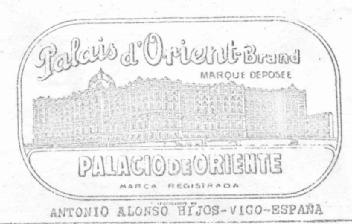 Palais d'Orient Brand
MARQUE DEPOSEE
PALACIO DE ORIENTE
MARCA REGISTRADA
ANTONIO ALONSO HIJOS-VIGO-ESPAÑA